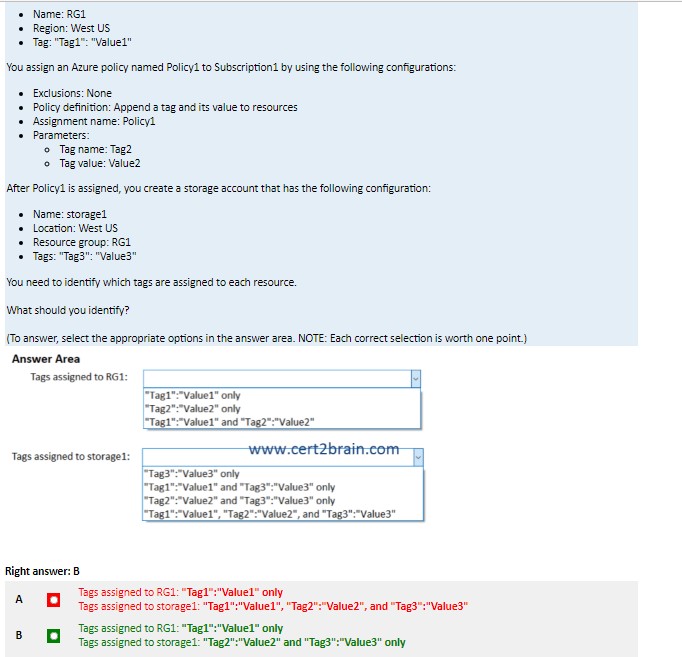 • Name: RG1
• Region: West US
• Tag: "Tag1": "Value1"
You assign an Azure policy named Policy1 to Subscription1 by using the following configurations:
• Exclusions: None
• Policy definition: Append a tag and its value to resources
• Assignment name: Policy1
• Parameters:
o Tag name: Tag2
o Tag value: Value2
After Policy1 is assigned, you create a storage account that has the following configuration:
• Name: storage1
• Location: West US
• Resource group: RG1
• Tags: "Tag3": "Value3"
You need to identify which tags are assigned to each resource.
What should you identify?
(To answer, select the appropriate options in the answer area. NOTE: Each correct selection is worth one point.)
Answer Area
Tags assigned to RG1:
"Tag1":"Value1" only
"Tag2":"Value2" only
"Tag1":"Value1" and "Tag2":"Value2"
www.cert2brain.com
Tags assigned to storage1:
"Tag3":"Value3" only
"Tag1":"Value1" and "Tag3":"Value3" only
"Tag2":"Value2" and "Tag3":"Value3" only
"Tag1":"Value1", "Tag2":"Value2", and "Tag3":"Value3"
Right answer: B
A
Tags assigned to RG1: "Tag1":"Value1" only
Tags assigned to storage1: "Tag1":"Value1", "Tag2":"Value2", and "Tag3":"Value3"
B
Tags assigned to RG1: "Tag1":"Value1" only
Tags assigned to storage1: "Tag2":"Value2" and "Tag3":"Value3" only